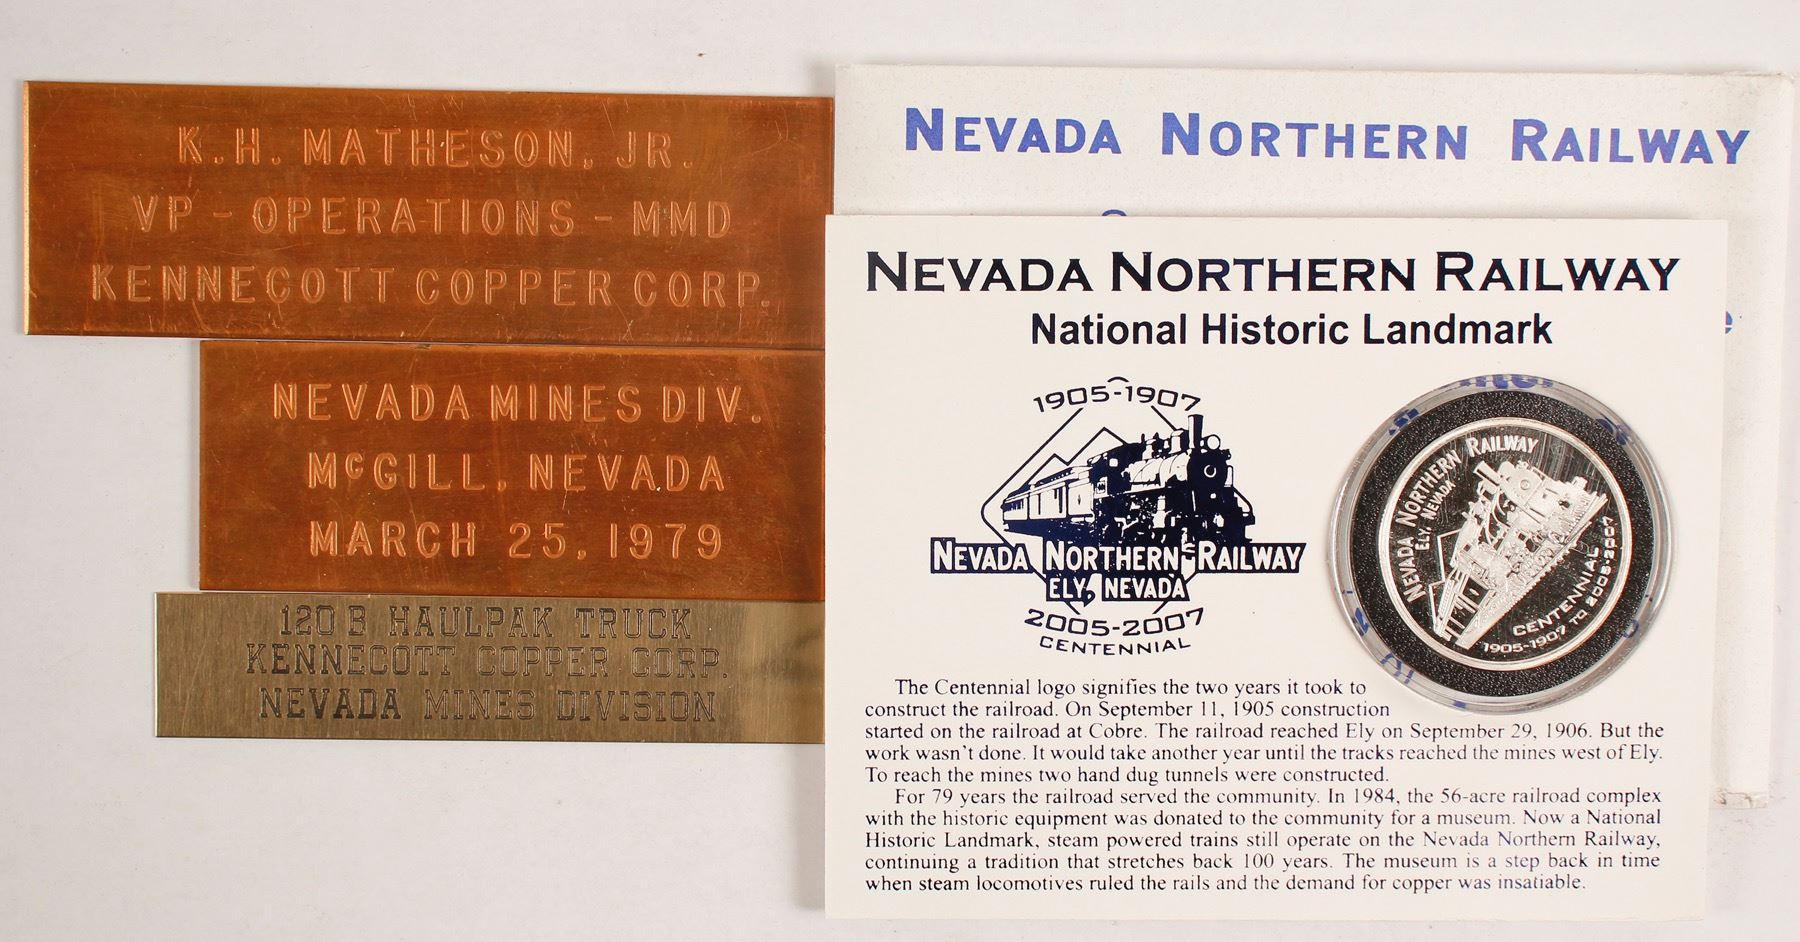 K.H. MATHESON, JR.
VP - OPERATIONS - MMD
KENNECOTT COPPER CORP.
NEVADA MINES DIV.
McGILL, NEVADA
MARCH 25, 1979
120 B HAULPAK TRUCK
KENNECOTT COPPER CORP.
NEVADA MINES DIVISION
NEVADA NORTHERN RAILWAY
NEVADA NORTHERN RAILWAY
National Historic Landmark
1905-1907
NEVADA NORTHERN RAILWAY
ELY, NEVADA
2005-2007
CENTENNIAL
NEVADA NORTHERN RAILWAY
ELY, NEVADA
CENTENNIAL
1905-1907 TO 2005-2007
The Centennial logo signifies the two years it took to
construct the railroad. On September 11, 1905 construction
started on the railroad at Cobre. The railroad reached Ely on September 29, 1906. But the
work wasn't done. It would take another year until the tracks reached the mines west of Ely.
To reach the mines two hand dug tunnels were constructed.
For 79 years the railroad served the community. In 1984, the 56-acre railroad complex
with the historic equipment was donated to the community for a museum. Now a National
Historic Landmark, steam powered trains still operate on the Nevada Northern Railway,
continuing a tradition that stretches back 100 years. The museum is a step back in time
when steam locomotives ruled the rails and the demand for copper was insatiable.